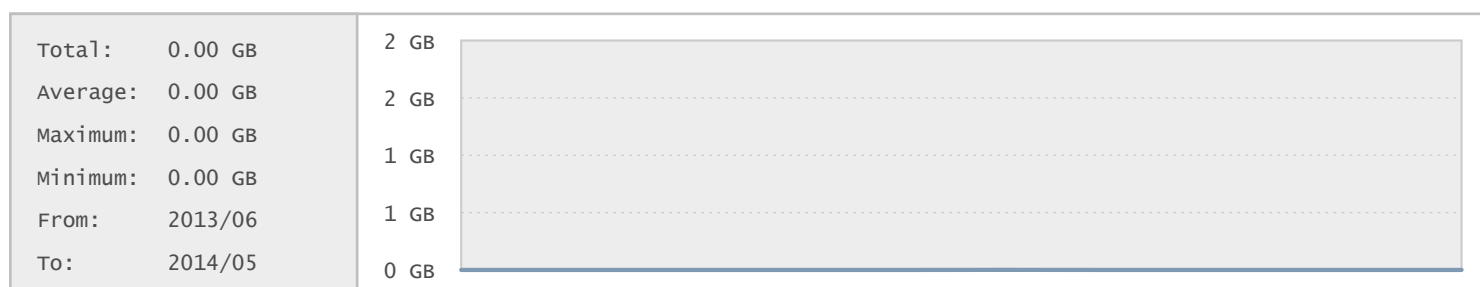 Total: 0.00 GB
Average: 0.00 GB
Maximum: 0.00 GB
Minimum: 0.00 GB
From: 2013/06
To: 2014/05
2 GB
2 GB
1 GB
1 GB
0 GB